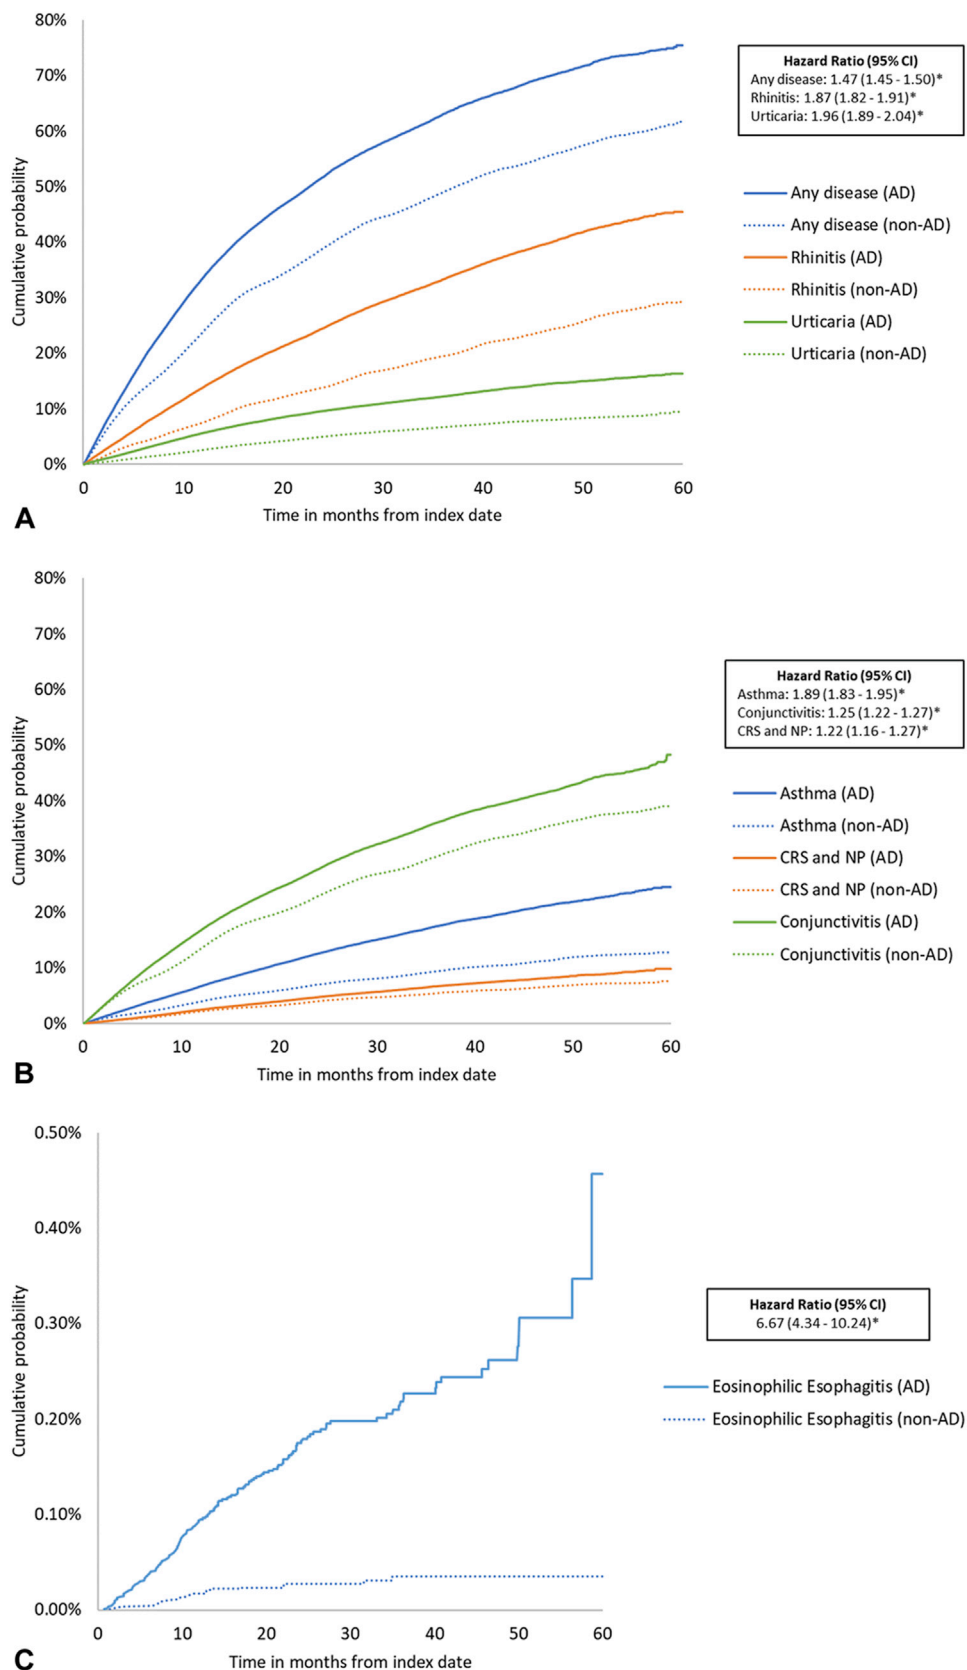 80%
70%
60%
50%
40%
30%
20%
10%
0%
Cumulative probability
0 10 20 30 40 50 60
Time in months from index date
A
Hazard Ratio (95% CI)
Any disease: 1.47 (1.45 - 1.50)*
Rhinitis: 1.87 (1.82 - 1.91)*
Urticaria: 1.96 (1.89 - 2.04)*
Any disease (AD)
Any disease (non-AD)
Rhinitis (AD)
Rhinitis (non-AD)
Urticaria (AD)
Urticaria (non-AD)
80%
70%
60%
50%
40%
30%
20%
10%
0%
Cumulative probability
0 10 20 30 40 50 60
Time in months from index date
B
Hazard Ratio (95% CI)
Asthma: 1.89 (1.83 - 1.95)*
Conjunctivitis: 1.25 (1.22 - 1.27)*
CRS and NP: 1.22 (1.16 - 1.27)*
Asthma (AD)
Asthma (non-AD)
CRS and NP (AD)
CRS and NP (non-AD)
Conjunctivitis (AD)
Conjunctivitis (non-AD)
0.50%
0.40%
0.30%
0.20%
0.10%
0.00%
Cumulative probability
0 10 20 30 40 50 60
Time in months from index date
C
Hazard Ratio (95% CI)
6.67 (4.34 - 10.24)*
Eosinophilic Esophagitis (AD)
Eosinophilic Esophagitis (non-AD)